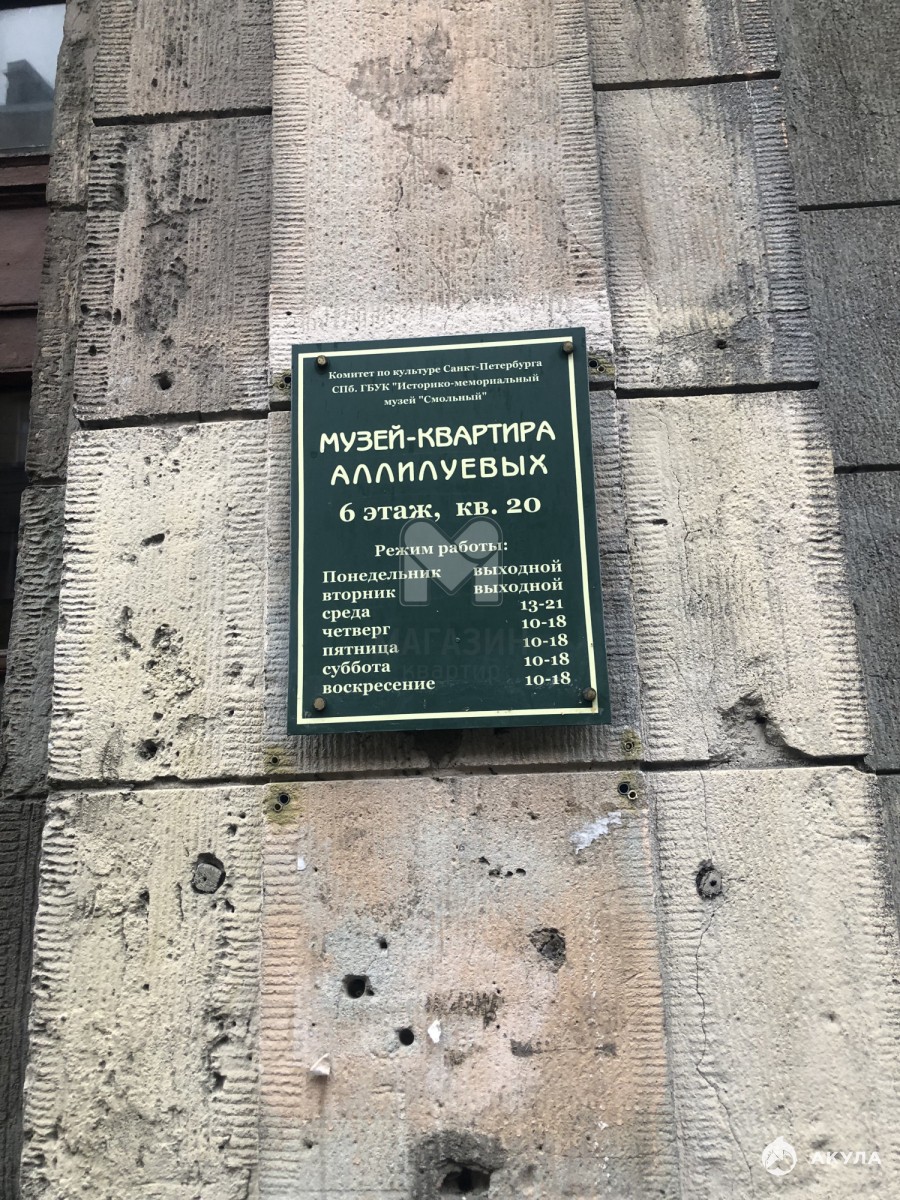 Комитет по культуре Санкт-Петербурга
СПб. ГБУК "Историко-мемориальный
музей "Смольный"
МУЗЕЙ-КВАРТИРА
АЛЛИЛУЕВЫХ
6 этаж, кв. 20
Режим работы:
Понедельник выходной
вторник выходной
среда 13-21
четверг 10-18
пятница 10-18
суббота 10-18
воскресение 10-18
МАГАЗИН
квартир
АКУЛА